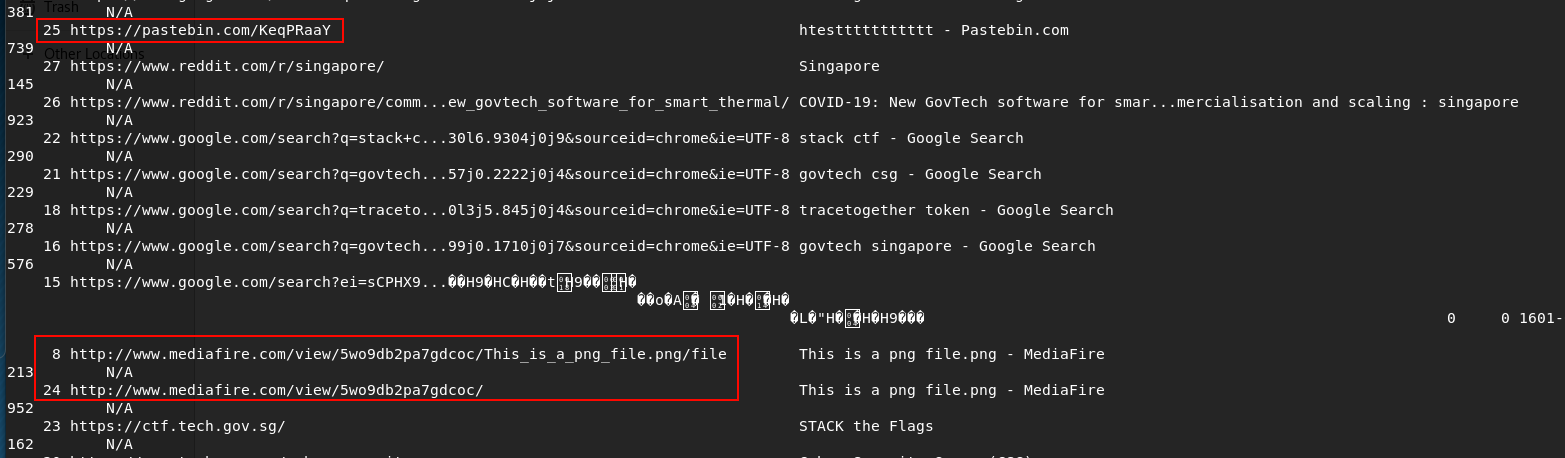 Trash
381 N/A
25 https://pastebin.com/KeqPRaaY htesttttttttttt - Pastebin.com
739 N/A
Other Locations
27 https://www.reddit.com/r/singapore/ Singapore
145 N/A
26 https://www.reddit.com/r/singapore/comm...ew_govtech_software_for_smart_thermal/ COVID-19: New GovTech software for smar...mercialisation and scaling : singapore
923 N/A
22 https://www.google.com/search?q=stack+c...30l6.9304j0j9&sourceid=chrome&ie=UTF-8 stack ctf - Google Search
290 N/A
21 https://www.google.com/search?q=govtech...57j0.2222j0j4&sourceid=chrome&ie=UTF-8 govtech csg - Google Search
229 N/A
18 https://www.google.com/search?q=traceto...0l3j5.845j0j4&sourceid=chrome&ie=UTF-8 tracetogether token - Google Search
278 N/A
16 https://www.google.com/search?q=govtech...99j0.1710j0j7&sourceid=chrome&ie=UTF-8 govtech singapore - Google Search
576 N/A
15 https://www.google.com/search?ei=sCPHX9...��H9�HC�H��t H9�� H�
��o�A� 1�H� �H�
�L�"H� �H�H9��� 0 0 1601-
8 http://www.mediafire.com/view/5wo9db2pa7gdcoc/This_is_a_png_file.png/file This is a png file.png - MediaFire
213 N/A
24 http://www.mediafire.com/view/5wo9db2pa7gdcoc/ This is a png file.png - MediaFire
952 N/A
23 https://ctf.tech.gov.sg/ STACK the Flags
162 N/A